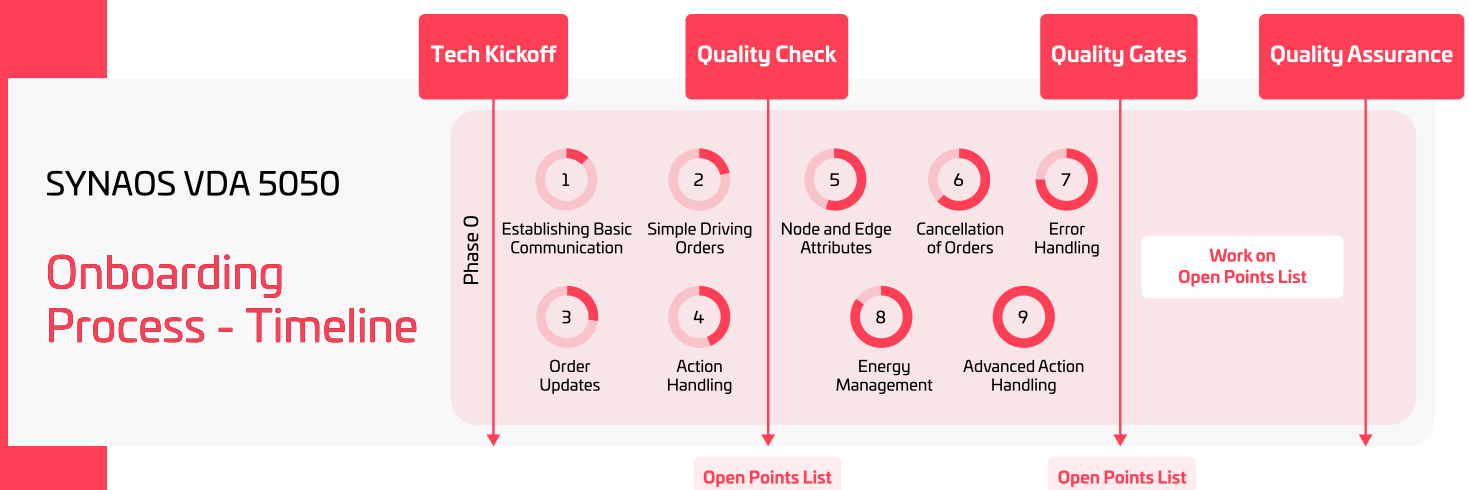 Tech Kickoff
Quality Check
Quality Gates
Quality Assurance
SYNAOS VDA 5050
Onboarding
Process - Timeline
Phase 0
1
Establishing Basic
Communication
2
Simple Driving
Orders
3
Order
Updates
4
Action
Handling
5
Node and Edge
Attributes
6
Cancellation
of Orders
7
Error
Handling
8
Energy
Management
9
Advanced Action
Handling
Work on
Open Points List
Open Points List
Open Points List